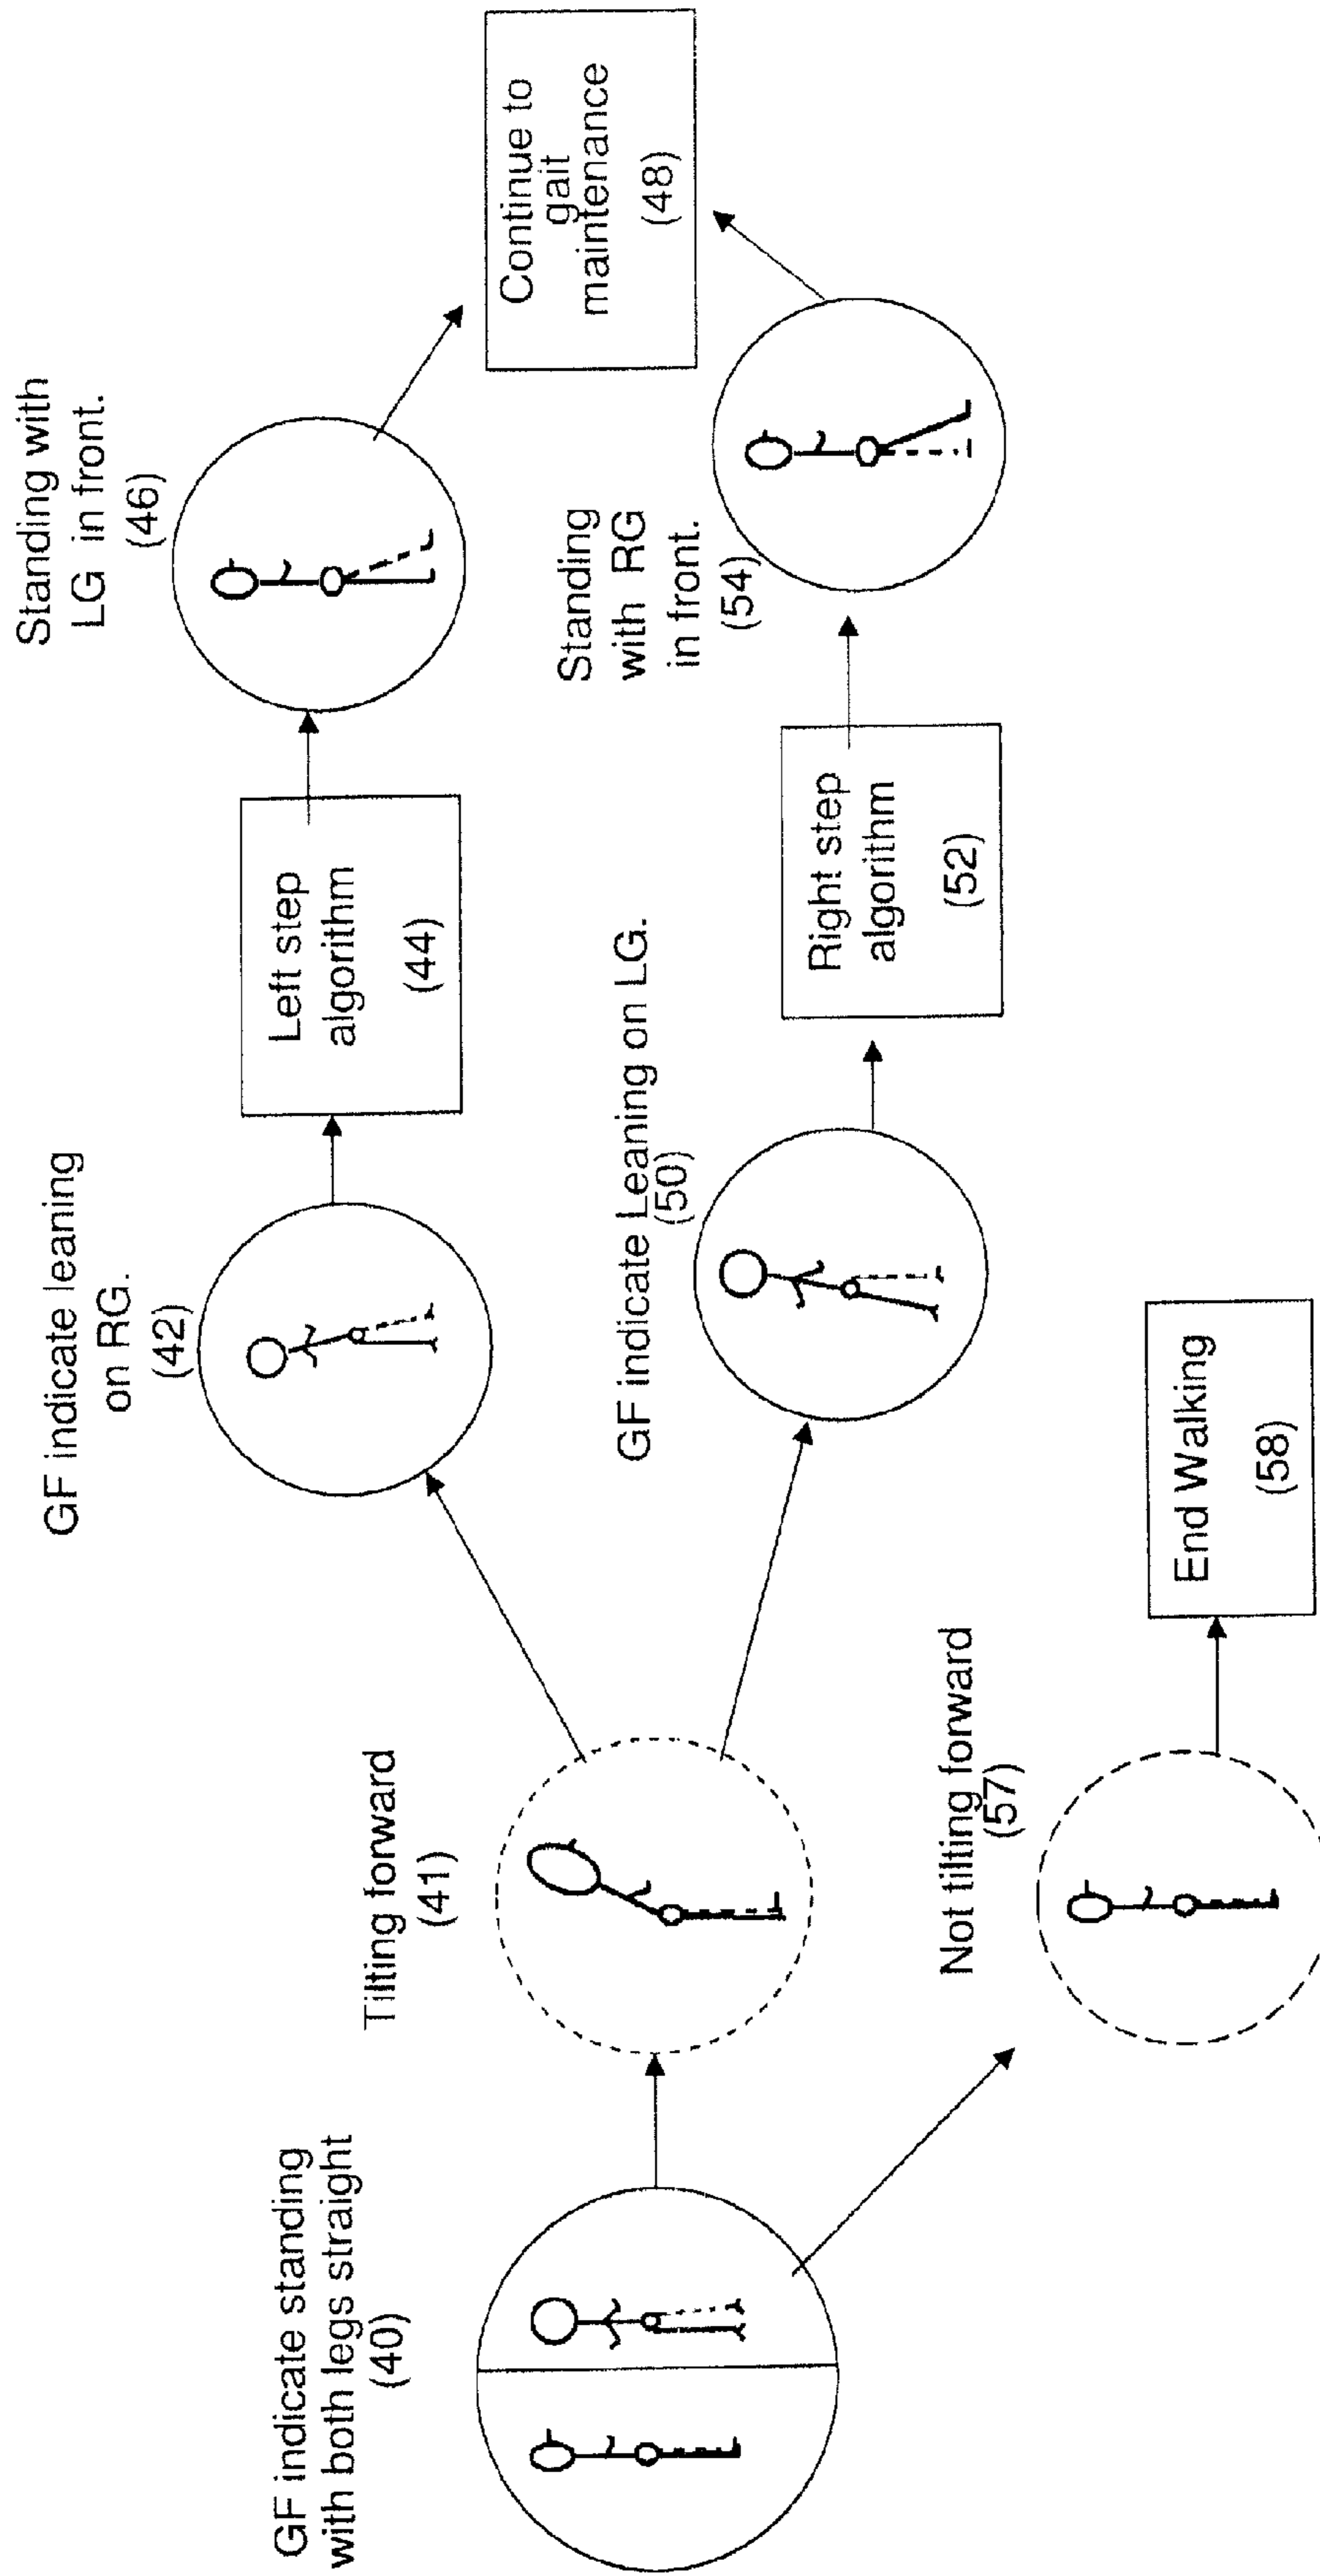 GF indicate standing
with both legs straight
(40)
Tilting forward
(41)
Not tilting forward
(57)
End Walking
(58)
GF indicate leaning
on RG.
(42)
GF indicate Leaning on LG.
(50)
Left step
algorithm
(44)
Right step
algorithm
(52)
Standing with
LG in front.
(46)
Standing
with RG
in front.
(54)
Continue to
gait
maintenance
(48)